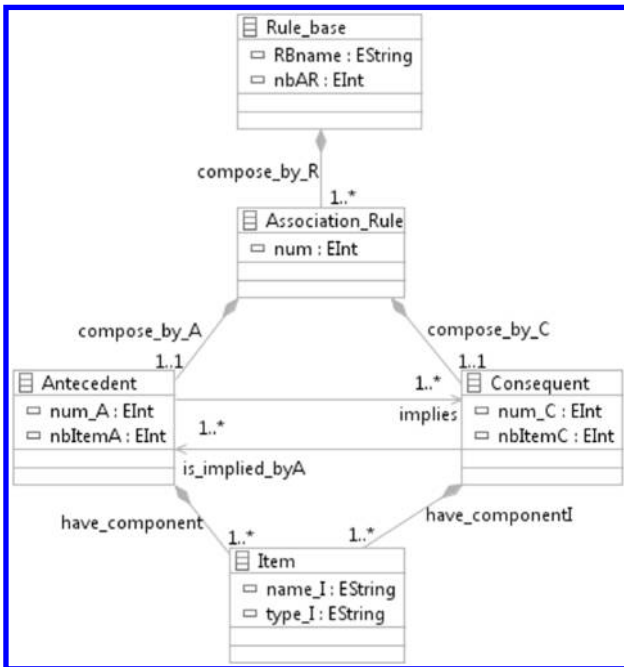 Rule_base
RBname : EString
nbAR : EInt
compose_by_R
1..*
Association_Rule
num : EInt
compose_by_A
compose_by_C
1..1
1..1
Antecedent
num_A : EInt
nbItemA : EInt
1..*
implies
Consequent
num_C : EInt
nbItemC : EInt
1..*
is_implied_byA
have_component
have_componentI
1..*
1..*
Item
name_I : EString
type_I : EString